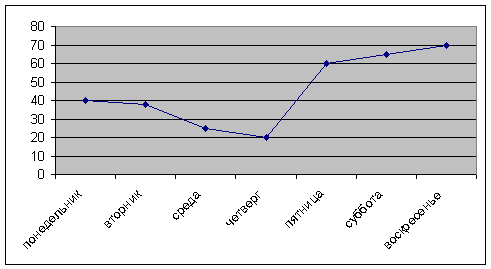 80
70
60
50
40
30
20
10
0
понедельник
вторник
среда
четверг
пятница
суббота
воскресенье